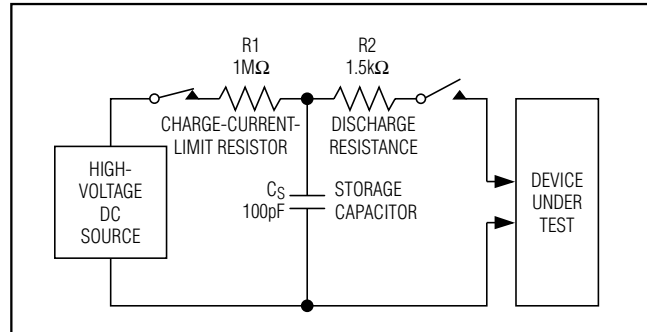 R1
1MΩ
R2
1.5kΩ
CHARGE-CURRENT-
LIMIT RESISTOR
DISCHARGE
RESISTANCE
HIGH-
VOLTAGE
DC
SOURCE
CS
100pF
STORAGE
CAPACITOR
DEVICE
UNDER
TEST